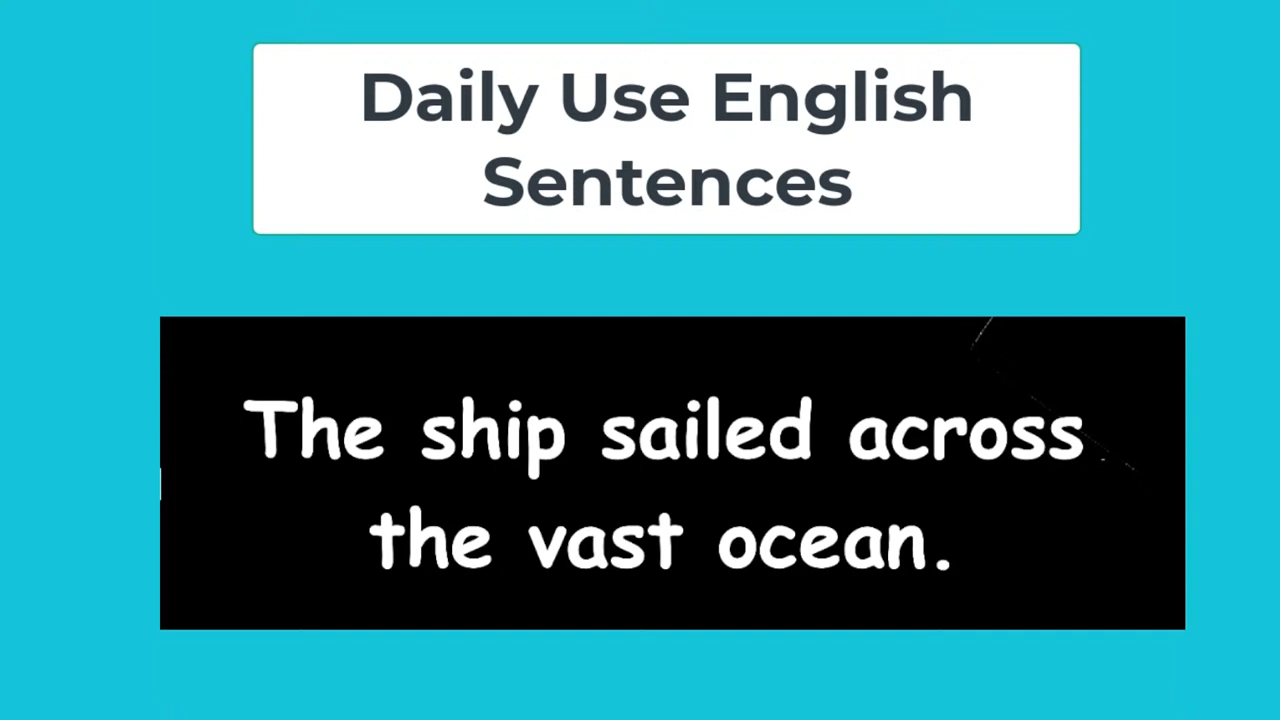 Daily Use English
Sentences
The ship sailed across
the vast ocean.